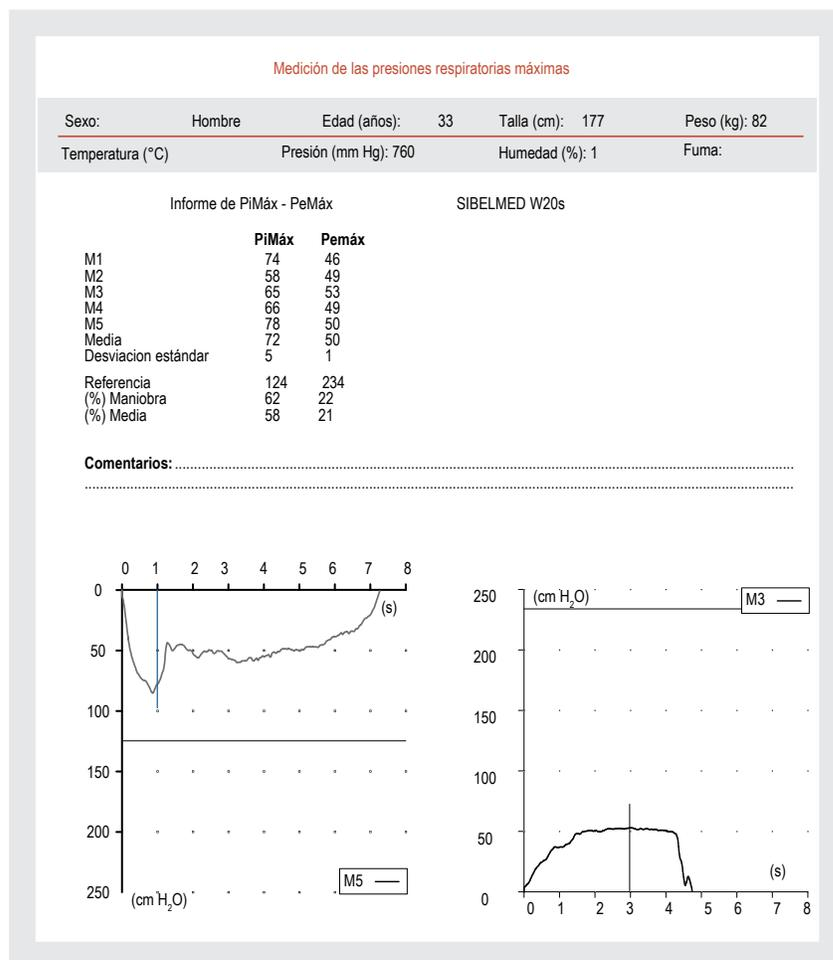 Medición de las presiones respiratorias máximas
Sexo: Hombre Edad (años): 33 Talla (cm): 177 Peso (kg): 82
Temperatura (°C) Presión (mm Hg): 760 Humedad (%): 1 Fuma:
Informe de PiMáx - PeMáx SIBELMED W20s
PiMáx Pemáx
M1 74 46
M2 58 49
M3 65 53
M4 66 49
M5 78 50
Media 72 50
Desviacion estándar 5 1
Referencia 124 234
(%) Maniobra 62 22
(%) Media 58 21
Comentarios:
0 1 2 3 4 5 6 7 8
0
(s)
50
100
150
200
250
(cm H2O)
M5
250
(cm H2O)
M3
200
150
100
50
(s)
0
0 1 2 3 4 5 6 7 8